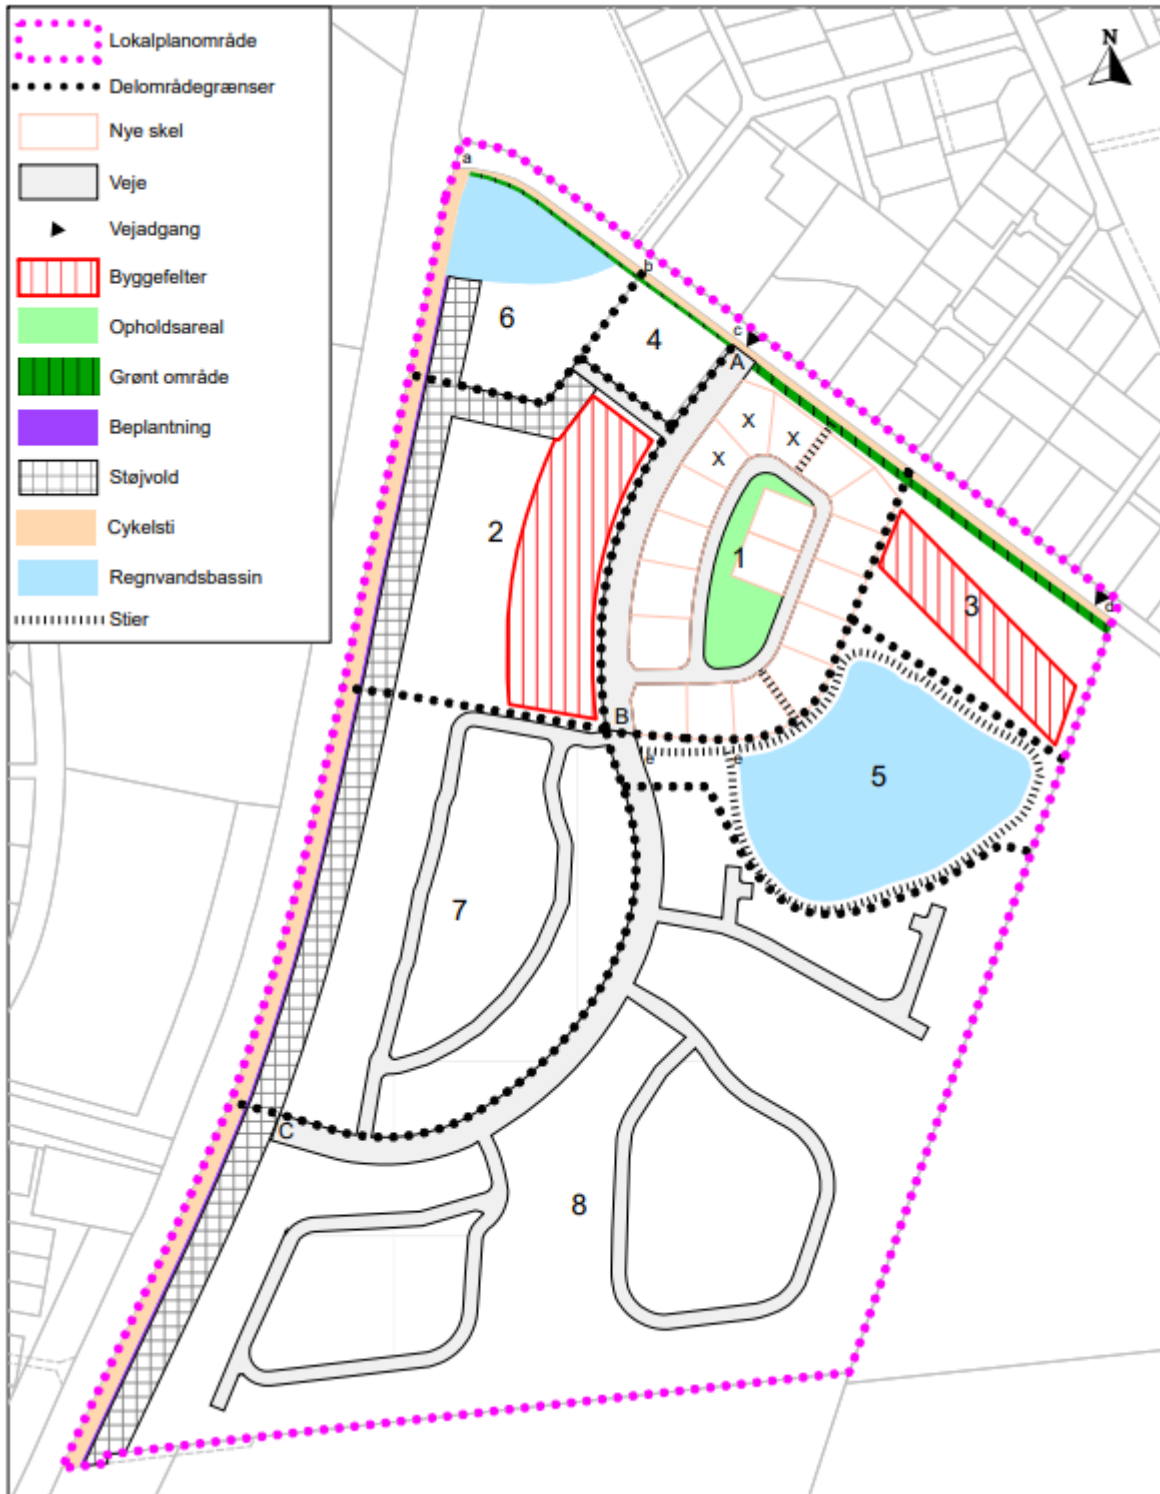 Lokalplanområde
Delområdegrænser
Nye skel
Veje
Vejadgang
Byggefelter
Opholdsareal
Grønt område
Beplantning
Støjvold
Cykelsti
Regnvandsbassin
Stier
N
a
b
6
4
c
A
x
x
x
2
1
3
d
B
e
e
5
7
C
8